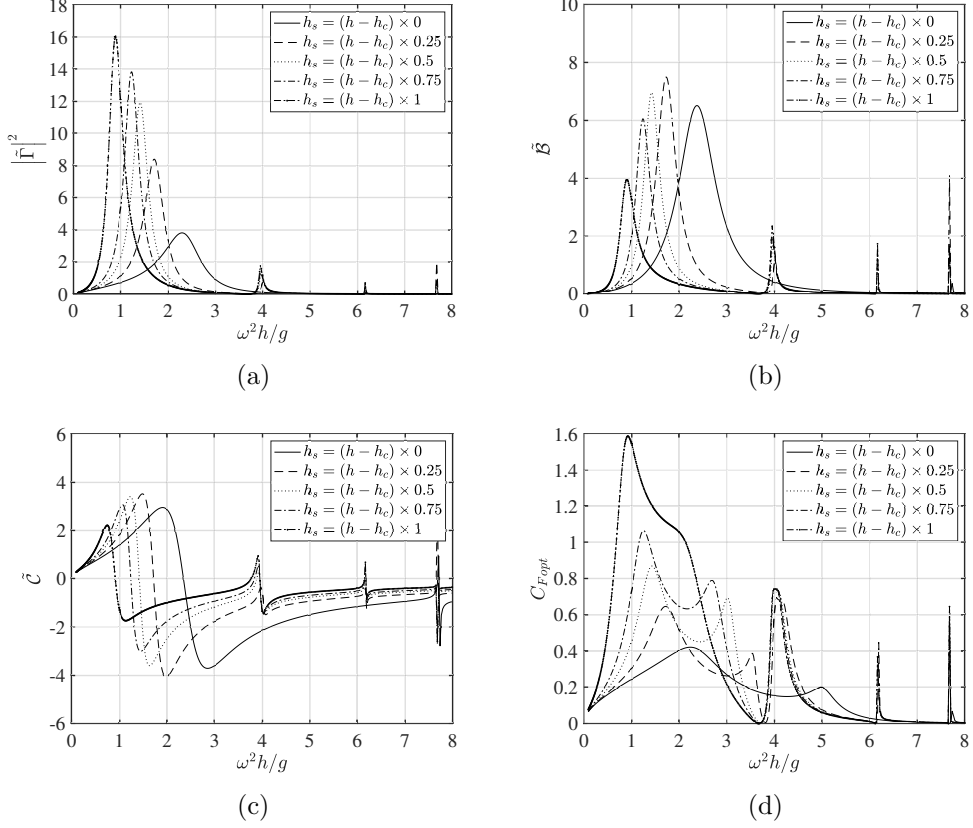 18
16
14
12
10
8
6
4
2
0
|Γ̃|²
h_s = (h − h_c) × 0
h_s = (h − h_c) × 0.25
h_s = (h − h_c) × 0.5
h_s = (h − h_c) × 0.75
h_s = (h − h_c) × 1
0 1 2 3 4 5 6 7 8
ω²h/g
(a)
10
8
6
4
2
0
B̃
h_s = (h − h_c) × 0
h_s = (h − h_c) × 0.25
h_s = (h − h_c) × 0.5
h_s = (h − h_c) × 0.75
h_s = (h − h_c) × 1
0 1 2 3 4 5 6 7 8
ω²h/g
(b)
6
4
2
0
-2
-4
-6
C̃
h_s = (h − h_c) × 0
h_s = (h − h_c) × 0.25
h_s = (h − h_c) × 0.5
h_s = (h − h_c) × 0.75
h_s = (h − h_c) × 1
0 1 2 3 4 5 6 7 8
ω²h/g
(c)
1.6
1.4
1.2
1
0.8
0.6
0.4
0.2
0
C_Fopt
h_s = (h − h_c) × 0
h_s = (h − h_c) × 0.25
h_s = (h − h_c) × 0.5
h_s = (h − h_c) × 0.75
h_s = (h − h_c) × 1
0 1 2 3 4 5 6 7 8
ω²h/g
(d)